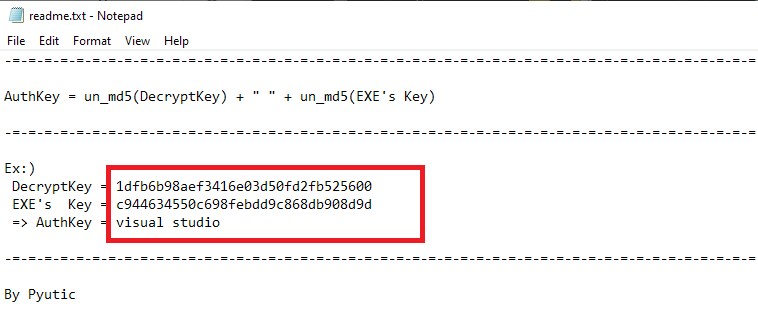 readme.txt - Notepad
File Edit Format View Help
-=-=-=-=-=-=-=-=-=-=-=-=-=-=-=-=-=-=-=-=-=-=-=-=-=-=-=-=-=-=-=-=-=-=-=-=-=-=-=-=-=-=-=-=-=-=-=
AuthKey = un_md5(DecryptKey) + " " + un_md5(EXE's Key)
-=-=-=-=-=-=-=-=-=-=-=-=-=-=-=-=-=-=-=-=-=-=-=-=-=-=-=-=-=-=-=-=-=-=-=-=-=-=-=-=-=-=-=-=-=-=-=
Ex:)
DecryptKey = 1dfb6b98aef3416e03d50fd2fb525600
EXE's  Key = c944634550c698febdd9c868db908d9d
=> AuthKey = visual studio
-=-=-=-=-=-=-=-=-=-=-=-=-=-=-=-=-=-=-=-=-=-=-=-=-=-=-=-=-=-=-=-=-=-=-=-=-=-=-=-=-=-=-=-=-=-=-=
By Pyutic